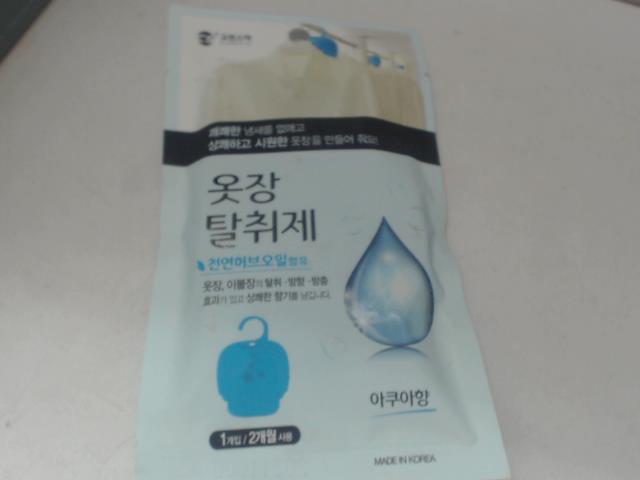 쾌쾌한 냄새를 없애고
상쾌하고 시원한 옷장을 만들어 줘요!
옷장
탈취제
천연허브오일함유
옷장, 이불장의 탈취·방향·방충
효과가 있고 상쾌한 향기를 남깁니다.
아쿠아향
1개입 / 2개월 사용
MADE IN KOREA